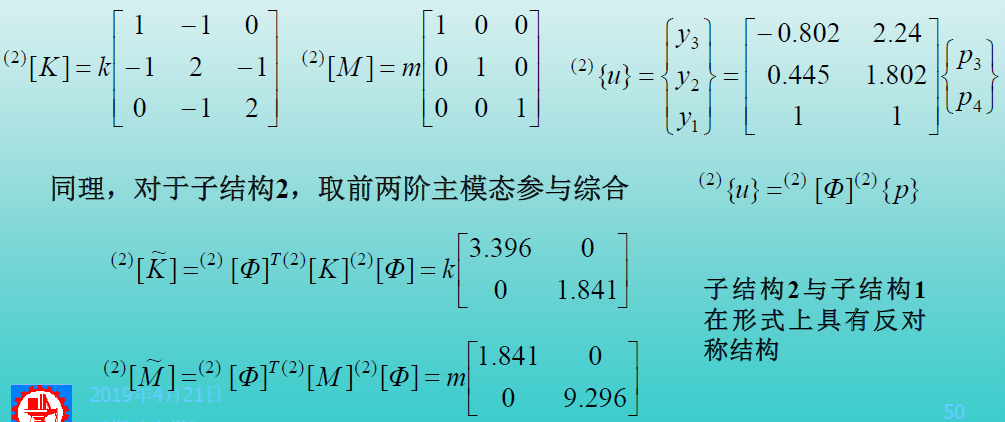 $^{(2)}[K] = k\begin{bmatrix} 1 & -1 & 0 \\ -1 & 2 & -1 \\ 0 & -1 & 2 \end{bmatrix}$ $^{(2)}[M] = m\begin{bmatrix} 1 & 0 & 0 \\ 0 & 1 & 0 \\ 0 & 0 & 1 \end{bmatrix}$ $^{(2)}\{u\} = \begin{Bmatrix} y_3 \\ y_2 \\ y_1 \end{Bmatrix} = \begin{bmatrix} -0.802 & 2.24 \\ 0.445 & 1.802 \\ 1 & 1 \end{bmatrix}\begin{Bmatrix} p_3 \\ p_4 \end{Bmatrix}$
同理，对于子结构2，取前两阶主模态参与综合 $^{(2)}\{u\} = ^{(2)}[\Phi]^{(2)}\{p\}$
$^{(2)}[\tilde{K}] = ^{(2)}[\Phi]^{T(2)}[K]^{(2)}[\Phi] = k\begin{bmatrix} 3.396 & 0 \\ 0 & 1.841 \end{bmatrix}$
子结构2与子结构1
在形式上具有反对
称结构
$^{(2)}[\tilde{M}] = ^{(2)}[\Phi]^{T(2)}[M]^{(2)}[\Phi] = m\begin{bmatrix} 1.841 & 0 \\ 0 & 9.296 \end{bmatrix}$
2019年4月21日
50